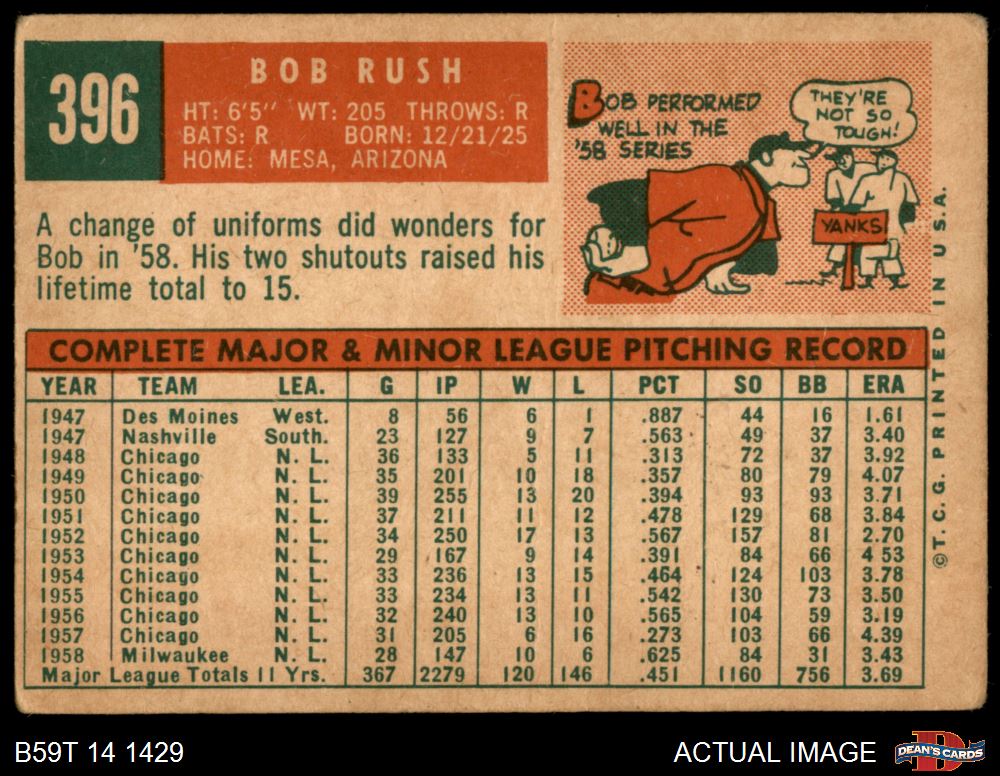 396
BOB RUSH
HT: 6'5" WT: 205 THROWS: R
BATS: R BORN: 12/21/25
HOME: MESA, ARIZONA
BOB PERFORMED
WELL IN THE
'58 SERIES
THEY'RE
NOT SO
TOUGH!
YANKS
A change of uniforms did wonders for
Bob in '58. His two shutouts raised his
lifetime total to 15.
COMPLETE MAJOR & MINOR LEAGUE PITCHING RECORD
YEAR TEAM LEA. G IP W L PCT SO BB ERA
1947 Des Moines West. 8 56 6 1 .887 44 16 1.61
1947 Nashville South. 23 127 9 7 .563 49 37 3.40
1948 Chicago N. L. 36 133 5 11 .313 72 37 3.92
1949 Chicago N. L. 35 201 10 18 .357 80 79 4.07
1950 Chicago N. L. 39 255 13 20 .394 93 93 3.71
1951 Chicago N. L. 37 211 11 12 .478 129 68 3.84
1952 Chicago N. L. 34 250 17 13 .567 157 81 2.70
1953 Chicago N. L. 29 167 9 14 .391 84 66 4 53
1954 Chicago N. L. 33 236 13 15 .464 124 103 3.78
1955 Chicago N. L. 33 234 13 11 .542 130 73 3.50
1956 Chicago N. L. 32 240 13 10 .565 104 59 3.19
1957 Chicago N. L. 31 205 6 16 .273 103 66 4.39
1958 Milwaukee N. L. 28 147 10 6 .625 84 31 3.43
Major League Totals 11 Yrs. 367 2279 120 146 .451 1160 756 3.69
©T.C.G. PRINTED IN U.S.A.
B59T 14 1429
ACTUAL IMAGE
D
DEAN'S CARDS